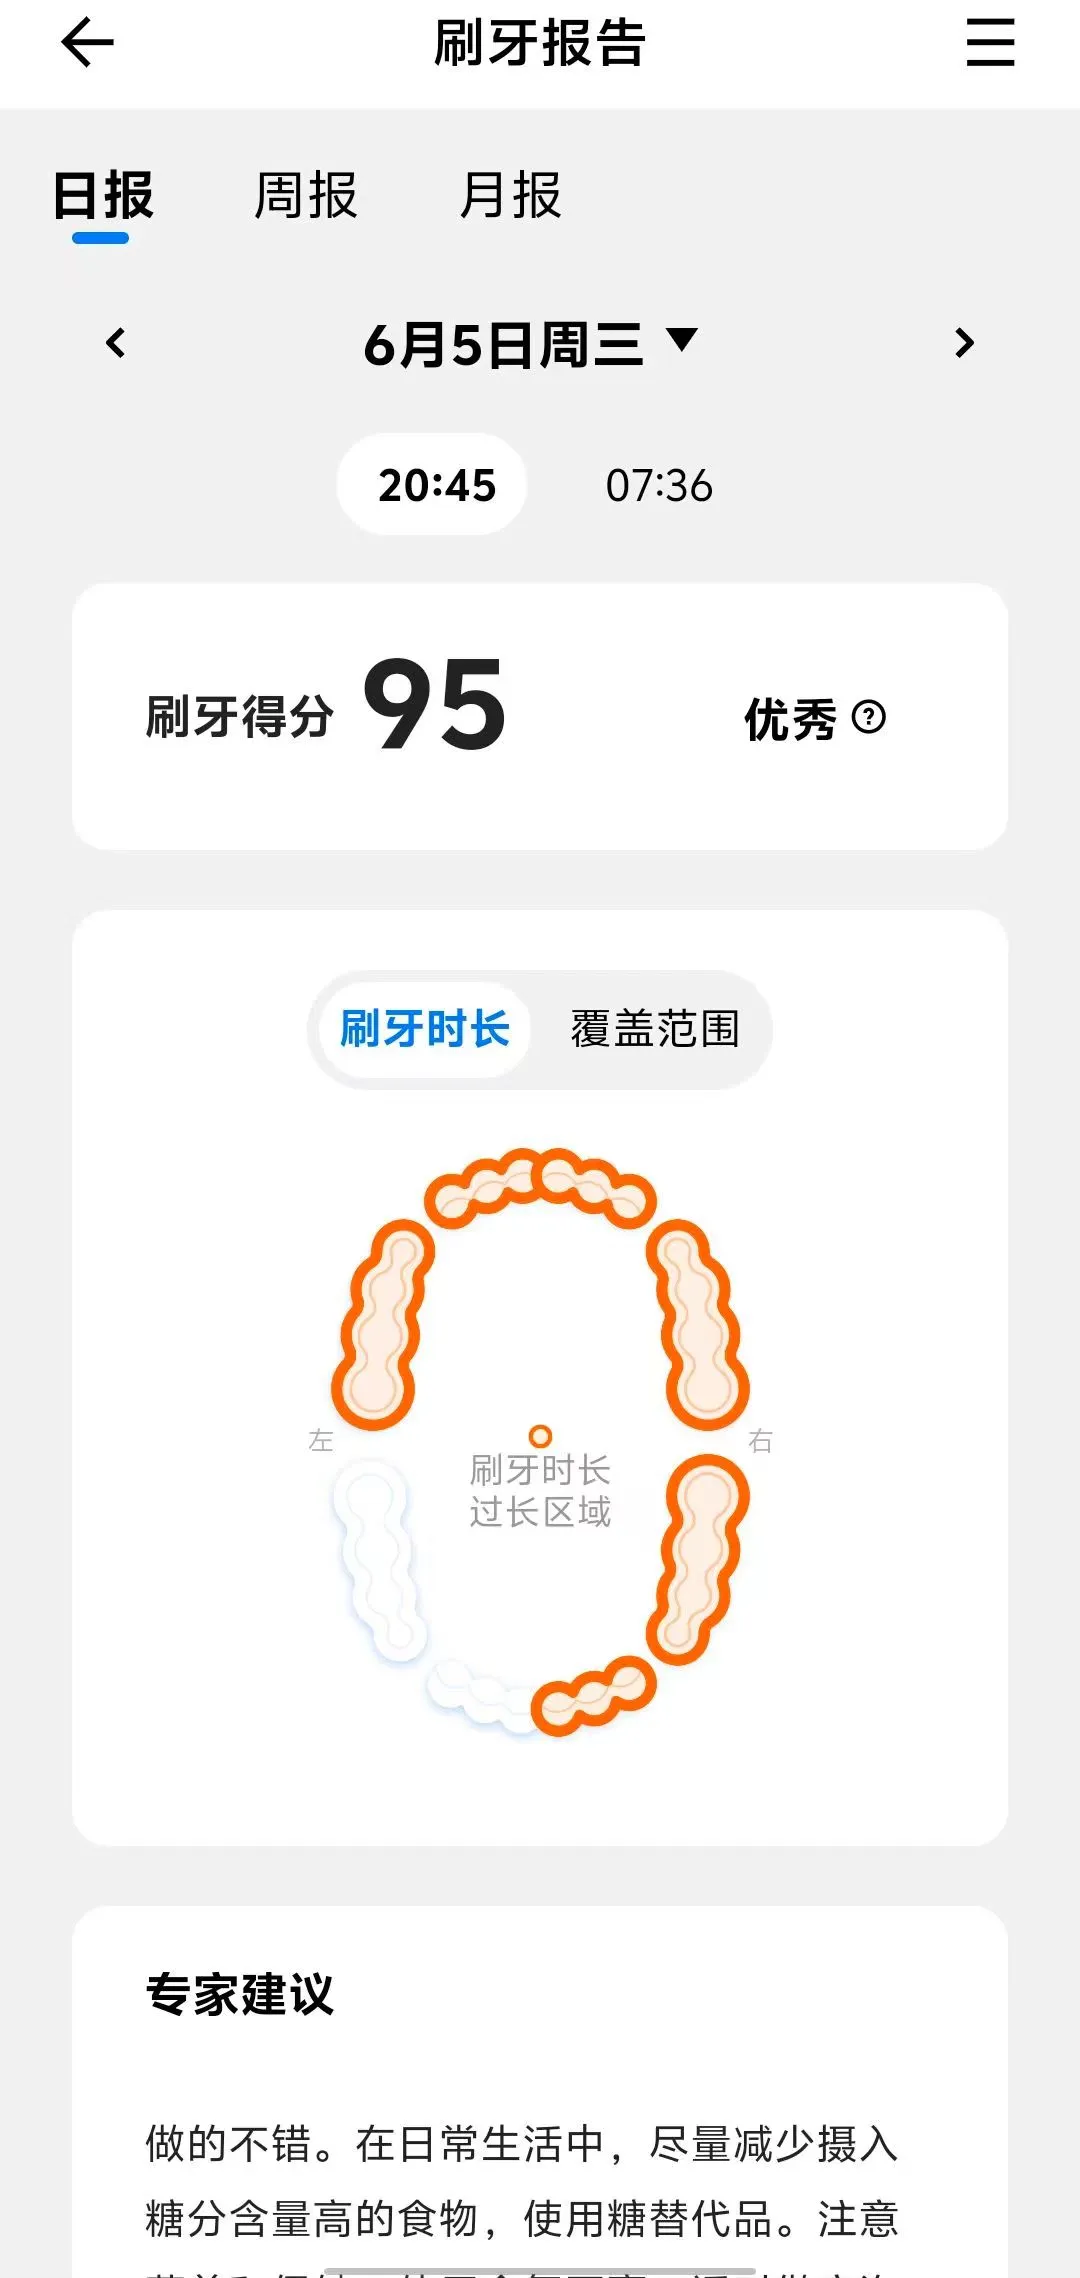 刷牙报告
日报 周报 月报
6月5日周三
20:45 07:36
刷牙得分 95 优秀 ?
刷牙时长 覆盖范围
左 右
刷牙时长
过长区域
专家建议
做的不错。在日常生活中，尽量减少摄入
糖分含量高的食物，使用糖替代品。注意